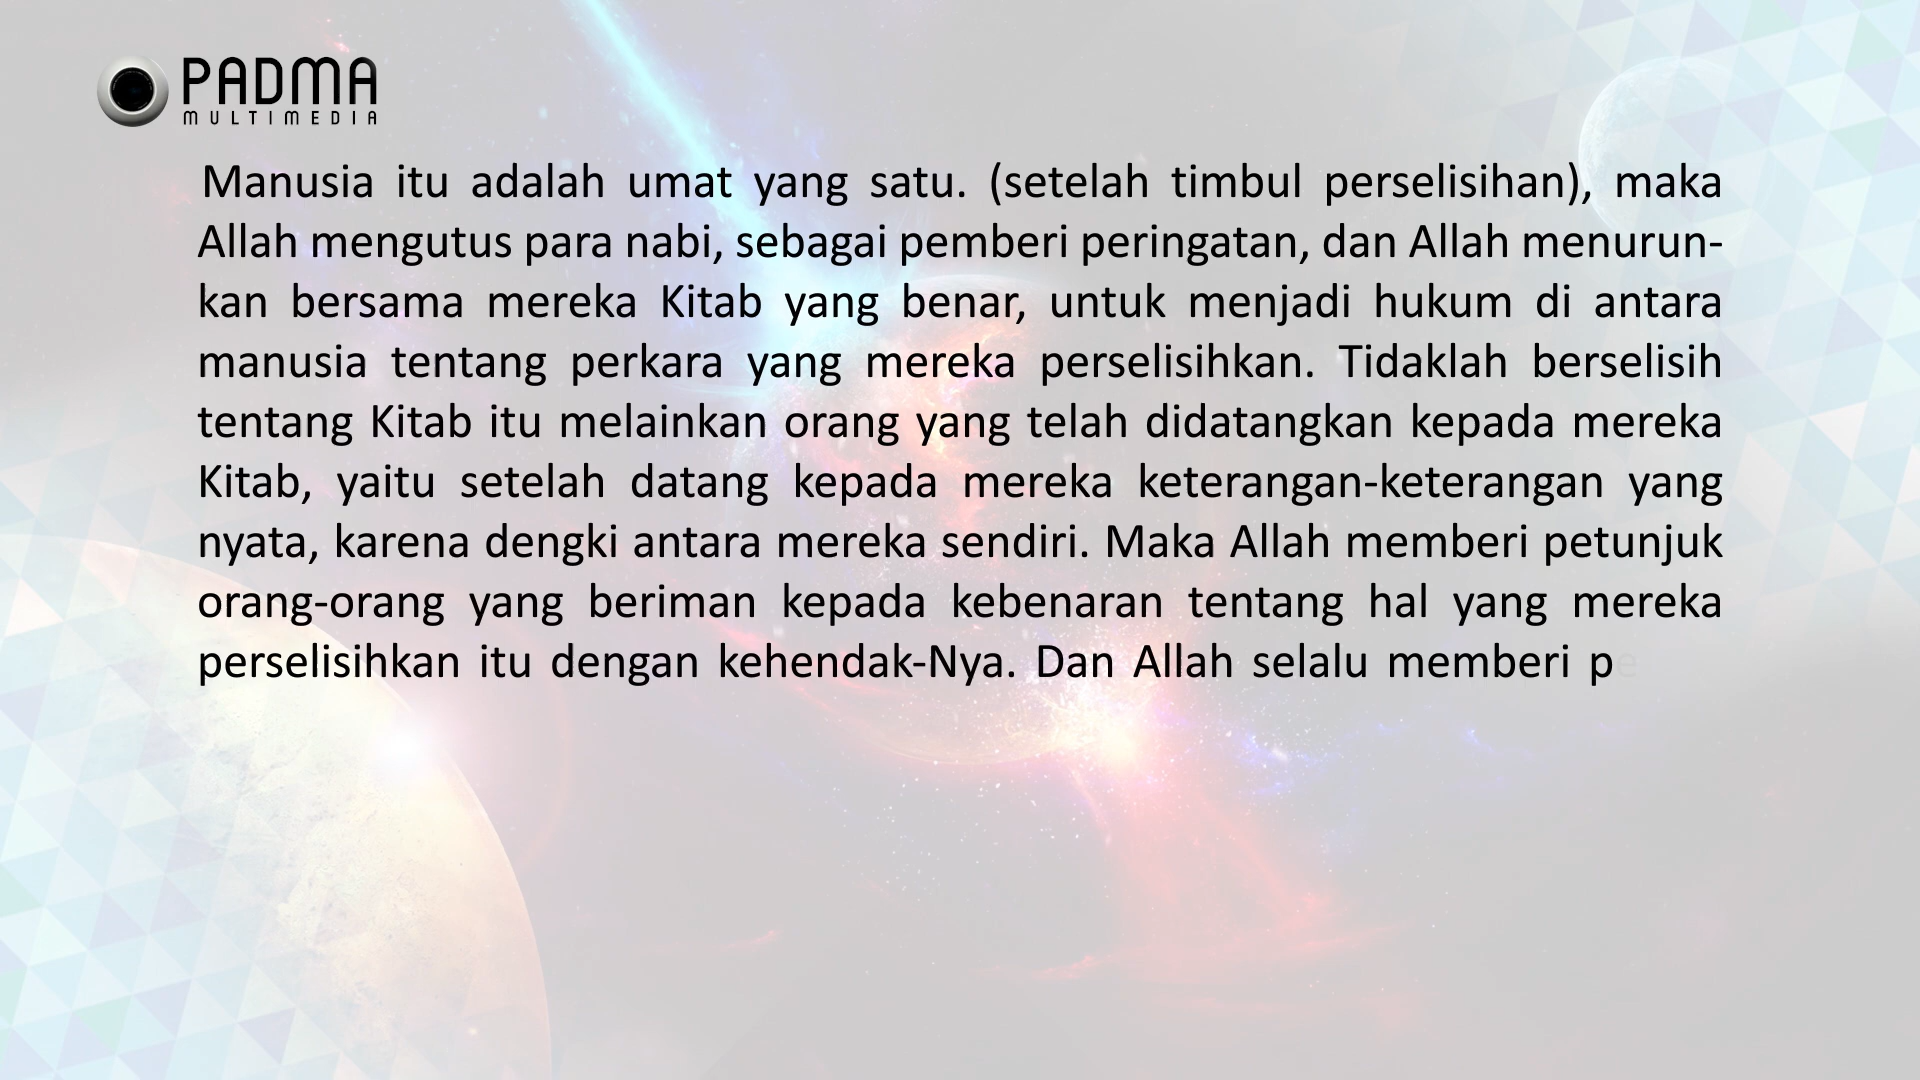 PADMA
MULTIMEDIA
Manusia itu adalah umat yang satu. (setelah timbul perselisihan), maka
Allah mengutus para nabi, sebagai pemberi peringatan, dan Allah menurun-
kan bersama mereka Kitab yang benar, untuk menjadi hukum di antara
manusia tentang perkara yang mereka perselisihkan. Tidaklah berselisih
tentang Kitab itu melainkan orang yang telah didatangkan kepada mereka
Kitab, yaitu setelah datang kepada mereka keterangan-keterangan yang
nyata, karena dengki antara mereka sendiri. Maka Allah memberi petunjuk
orang-orang yang beriman kepada kebenaran tentang hal yang mereka
perselisihkan itu dengan kehendak-Nya. Dan Allah selalu memberi pe